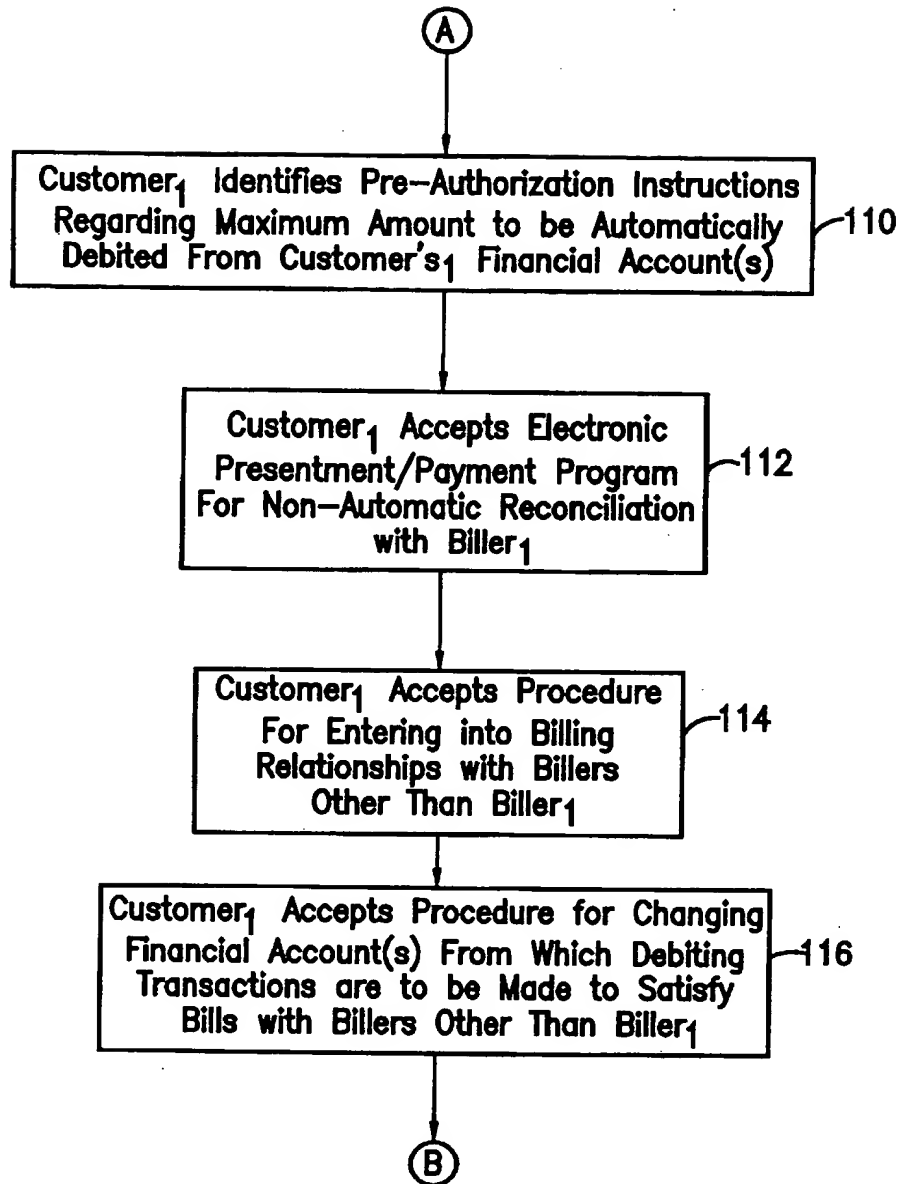 A
Customer₁ Identifies Pre-Authorization Instructions
Regarding Maximum Amount to be Automatically
Debited From Customer's₁ Financial Account(s)
110
Customer₁ Accepts Electronic
Presentment/Payment Program
For Non-Automatic Reconciliation
with Biller₁
112
Customer₁ Accepts Procedure
For Entering into Billing
Relationships with Billers
Other Than Biller₁
114
Customer₁ Accepts Procedure for Changing
Financial Account(s) From Which Debiting
Transactions are to be Made to Satisfy
Bills with Billers Other Than Biller₁
116
B